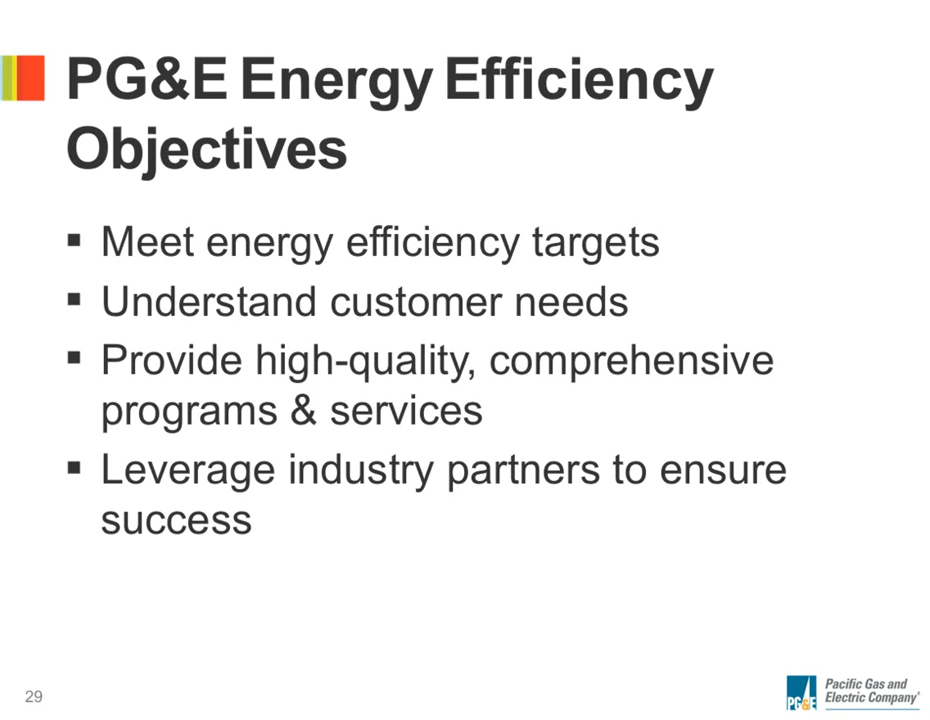 PG&E Energy Efficiency
Objectives
▪ Meet energy efficiency targets
▪ Understand customer needs
▪ Provide high-quality, comprehensive
programs & services
▪ Leverage industry partners to ensure
success
29
PG&E
Pacific Gas and
Electric Company®